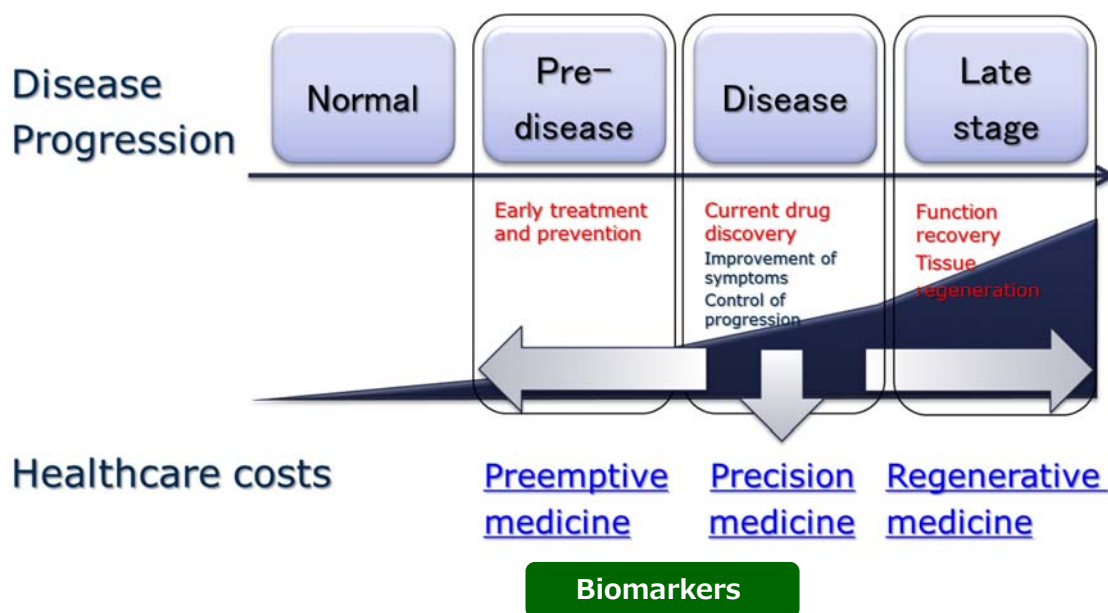 Disease
Progression
Normal
Pre-
disease
Disease
Late
stage
Early treatment
and prevention
Current drug
discovery
Improvement of
symptoms
Control of
progression
Function
recovery
Tissue
regeneration
Healthcare costs
Preemptive
medicine
Precision
medicine
Regenerative
medicine
Biomarkers